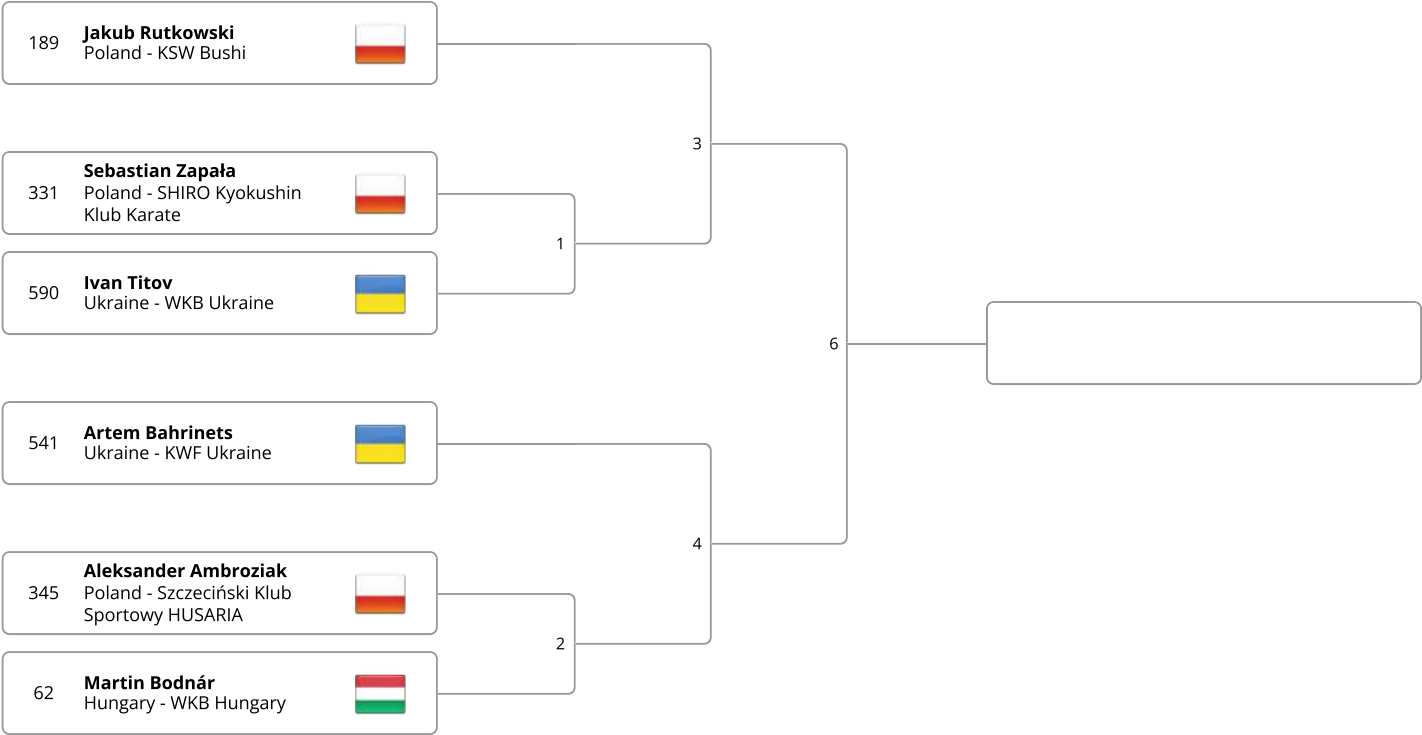 189
Jakub Rutkowski
Poland - KSW Bushi
3
331
Sebastian Zapała
Poland - SHIRO Kyokushin
Klub Karate
1
590
Ivan Titov
Ukraine - WKB Ukraine
6
541
Artem Bahrinets
Ukraine - KWF Ukraine
4
345
Aleksander Ambroziak
Poland - Szczeciński Klub
Sportowy HUSARIA
2
62
Martin Bodnár
Hungary - WKB Hungary